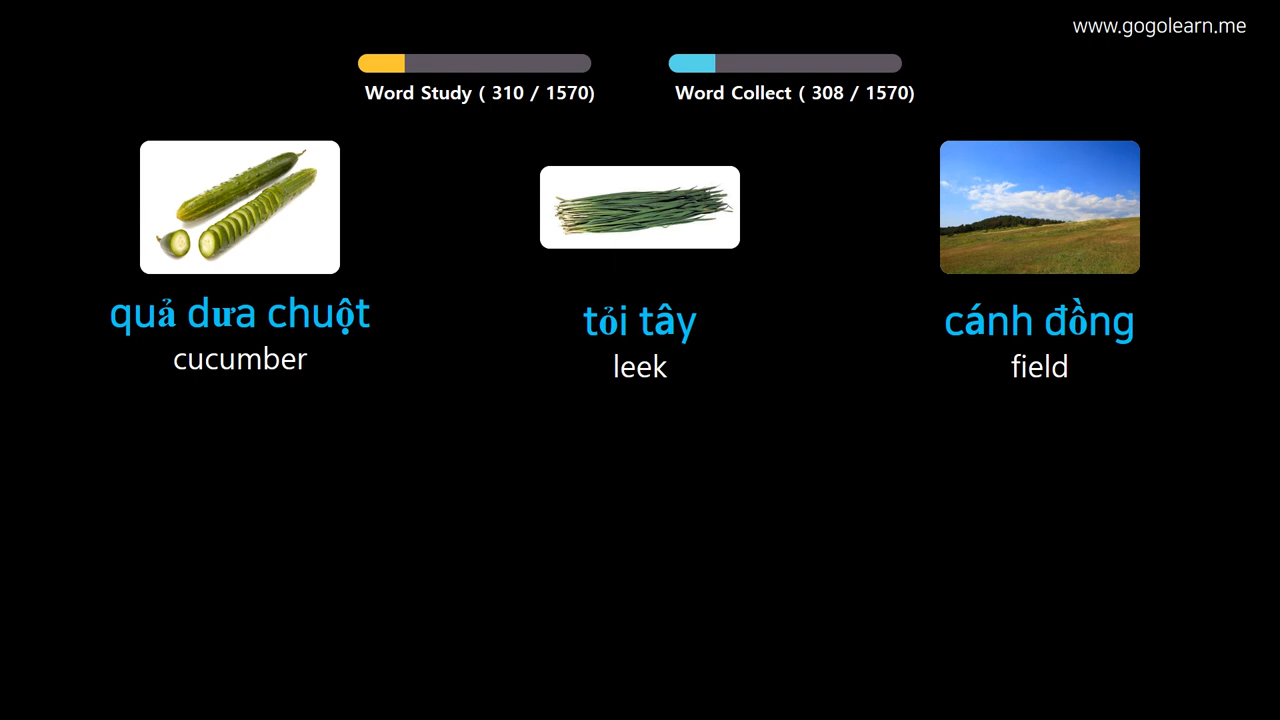 www.gogolearn.me
Word Study ( 310 / 1570)
Word Collect ( 308 / 1570)
quả dưa chuột
cucumber
tỏi tây
leek
cánh đồng
field